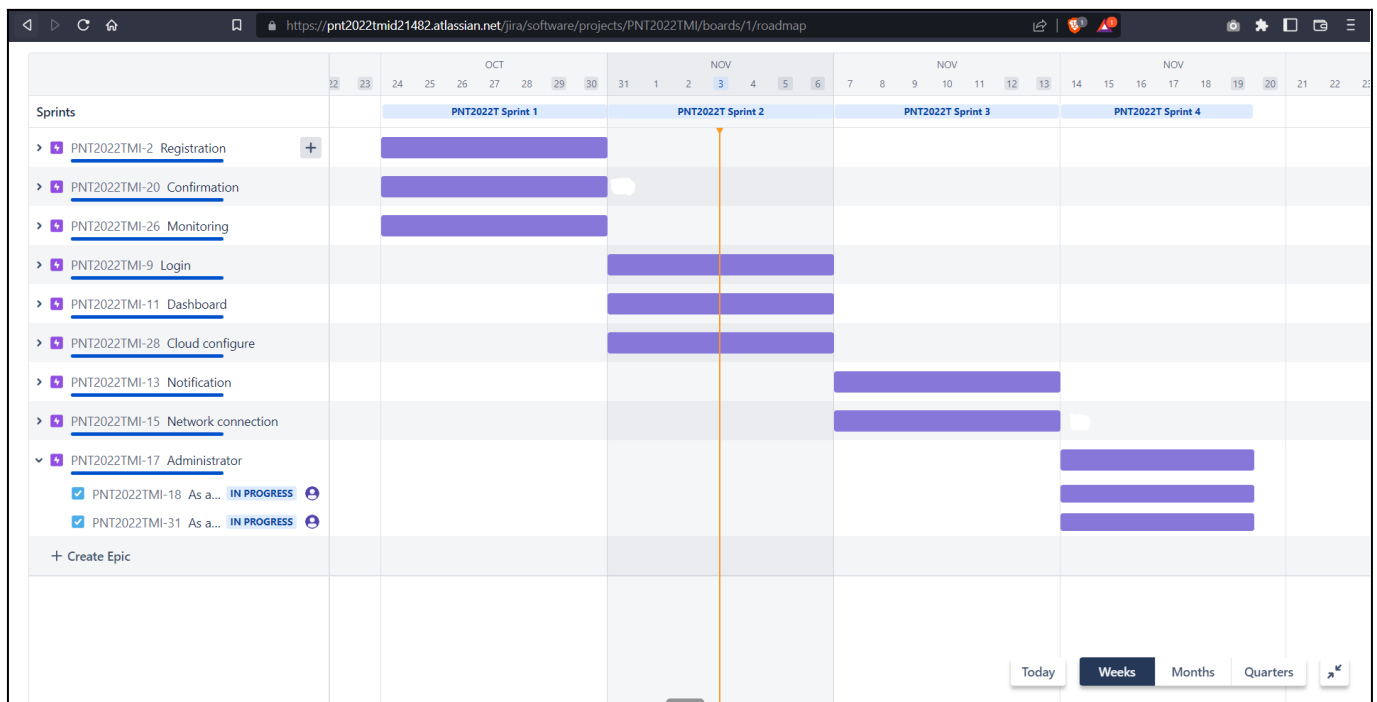 https://pnt2022tmid21482.atlassian.net/jira/software/projects/PNT2022TMI/boards/1/roadmap
OCT NOV NOV NOV
22 23 24 25 26 27 28 29 30 31 1 2 3 4 5 6 7 8 9 10 11 12 13 14 15 16 17 18 19 20 21 22
Sprints PNT2022T Sprint 1 PNT2022T Sprint 2 PNT2022T Sprint 3 PNT2022T Sprint 4
PNT2022TMI-2 Registration +
PNT2022TMI-20 Confirmation
PNT2022TMI-26 Monitoring
PNT2022TMI-9 Login
PNT2022TMI-11 Dashboard
PNT2022TMI-28 Cloud configure
PNT2022TMI-13 Notification
PNT2022TMI-15 Network connection
PNT2022TMI-17 Administrator
PNT2022TMI-18 As a... IN PROGRESS
PNT2022TMI-31 As a... IN PROGRESS
+ Create Epic
Today Weeks Months Quarters